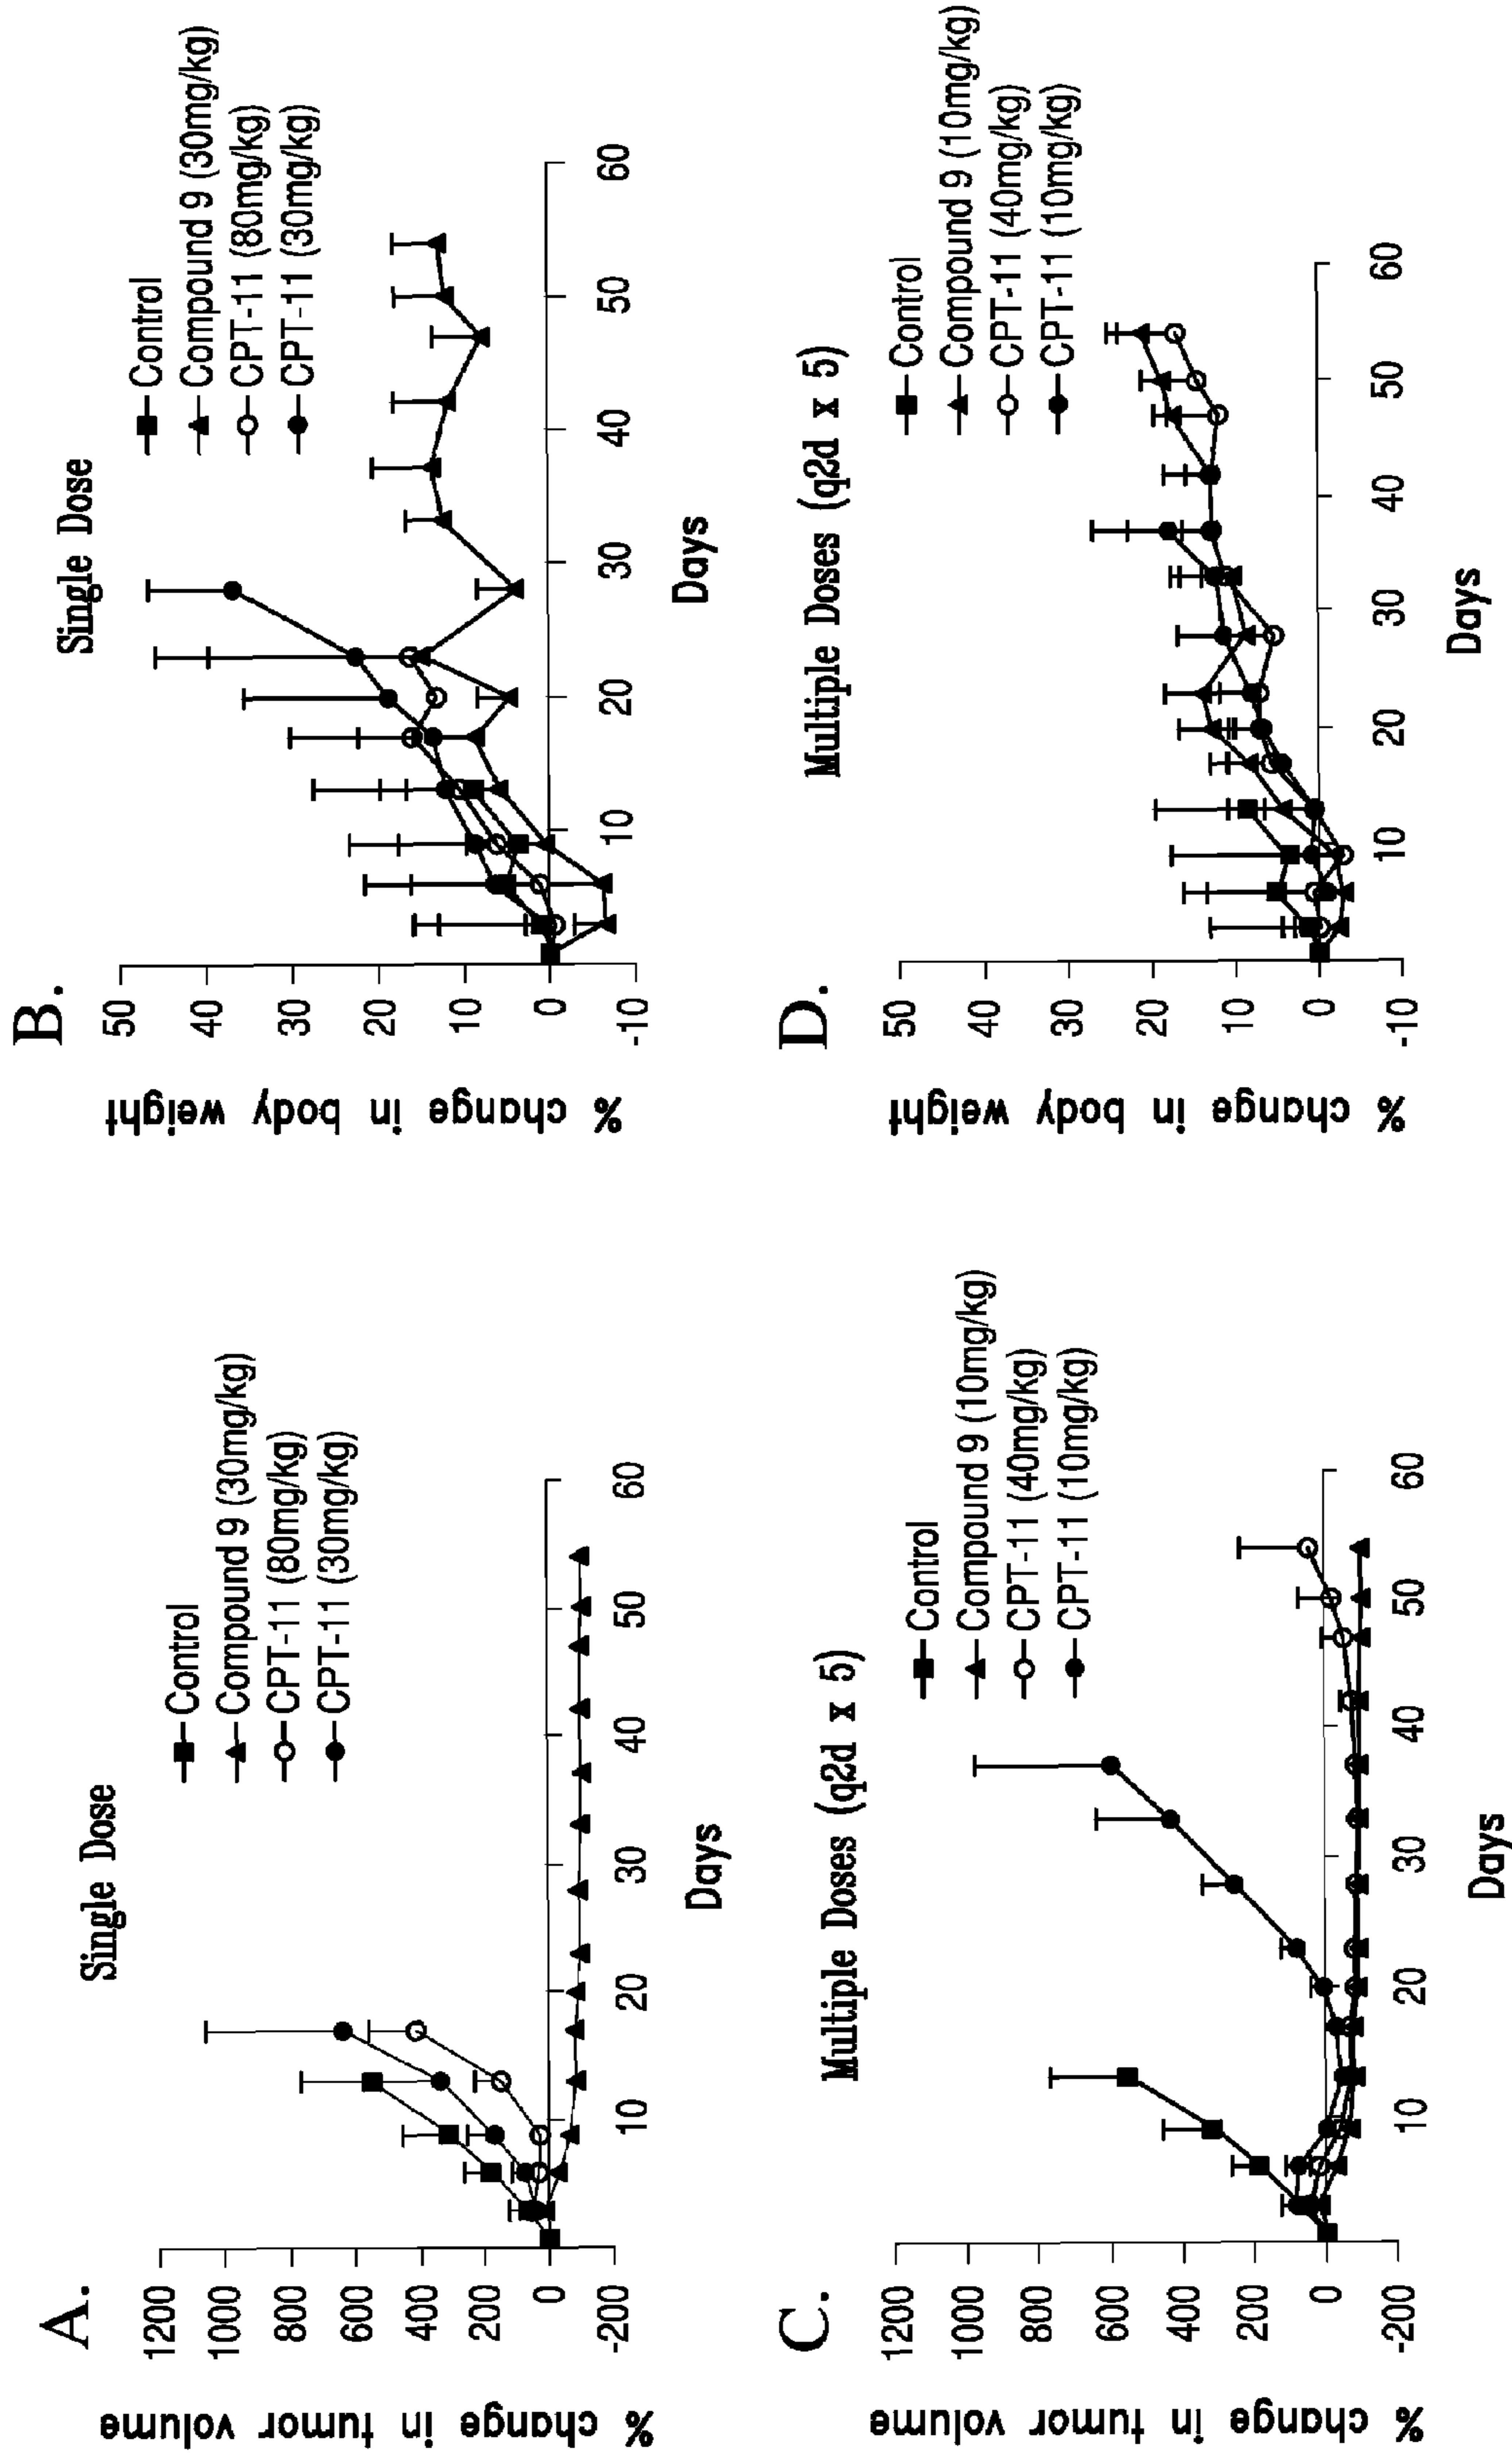 A.
Single Dose
Control
Compound 9 (30mg/kg)
CPT-11 (80mg/kg)
CPT-11 (30mg/kg)
% change in tumor volume
1200
1000
800
600
400
200
0
-200
10
20
30
40
50
60
Days
B.
Single Dose
Control
Compound 9 (30mg/kg)
CPT-11 (80mg/kg)
CPT-11 (30mg/kg)
% change in body weight
50
40
30
20
10
0
-10
10
20
30
40
50
60
Days
C.
Multiple Doses (q2d x 5)
Control
Compound 9 (10mg/kg)
CPT-11 (40mg/kg)
CPT-11 (10mg/kg)
% change in tumor volume
1200
1000
800
600
400
200
0
-200
10
20
30
40
50
60
Days
D.
Multiple Doses (q2d x 5)
Control
Compound 9 (10mg/kg)
CPT-11 (40mg/kg)
CPT-11 (10mg/kg)
% change in body weight
50
40
30
20
10
0
-10
10
20
30
40
50
60
Days